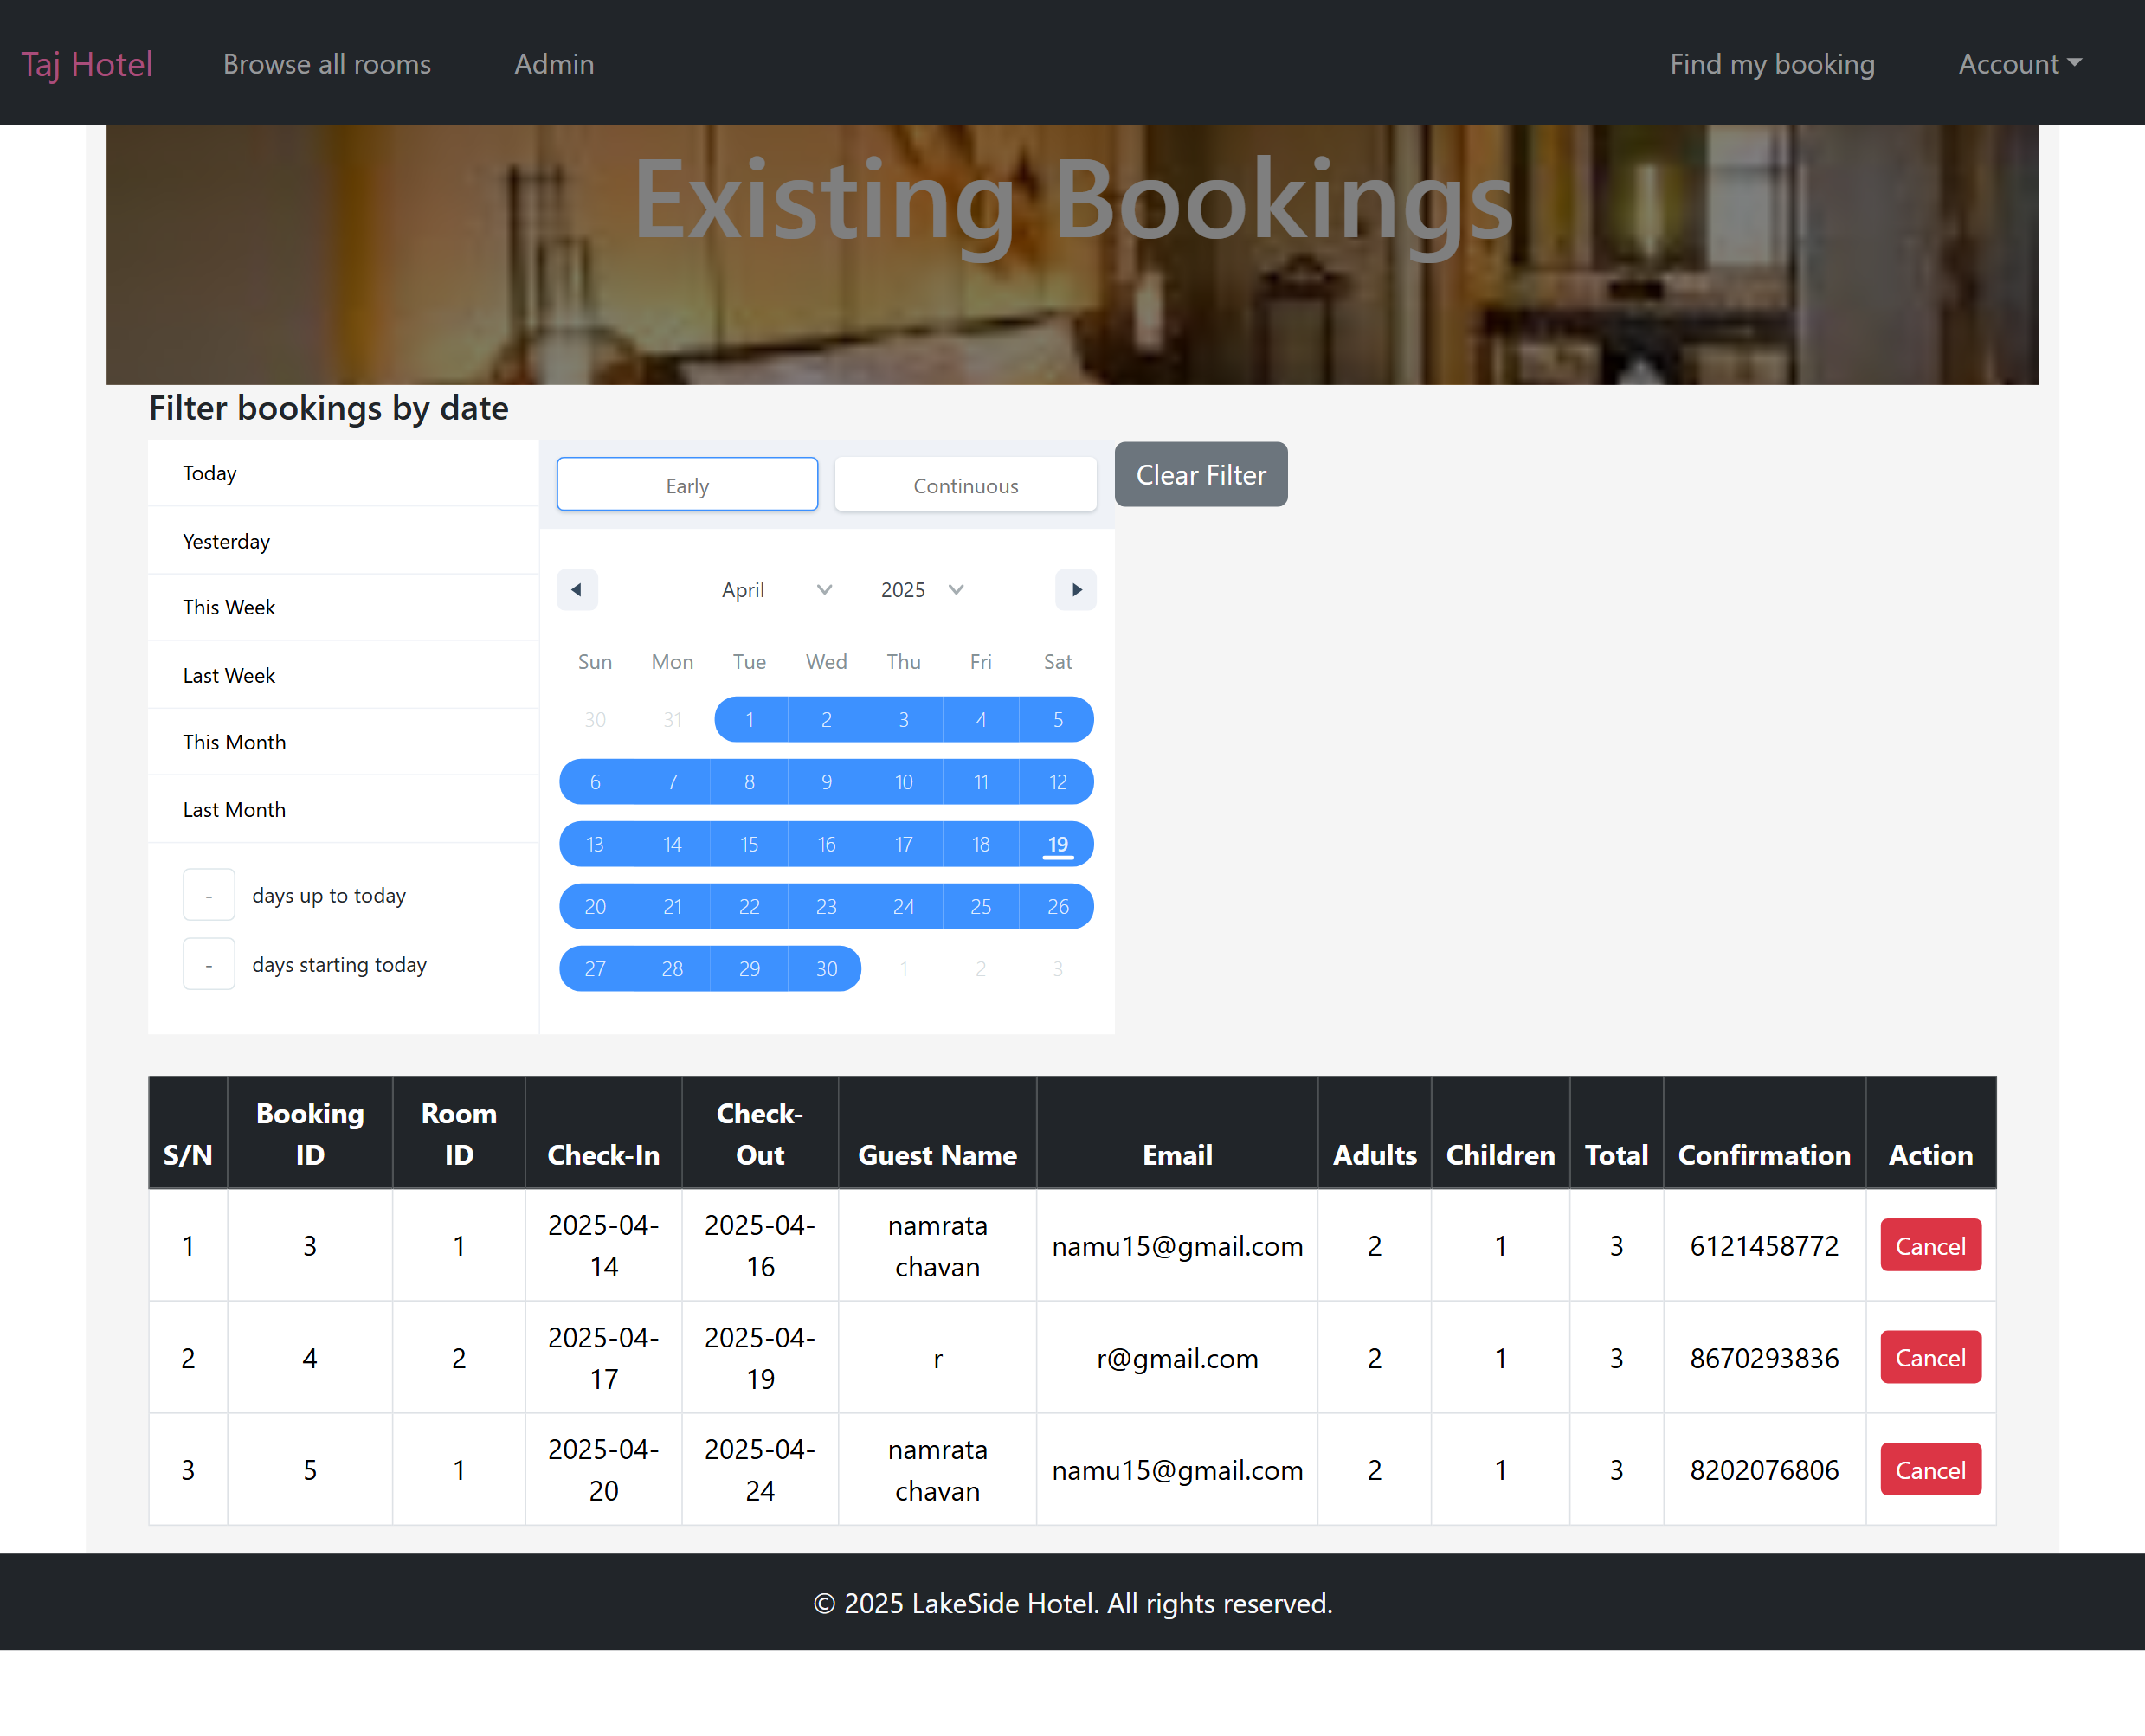 Taj Hotel Browse all rooms Admin Find my booking Account
Existing Bookings
Filter bookings by date
Today
Yesterday
This Week
Last Week
This Month
Last Month
- days up to today
- days starting today
Early Continuous
Clear Filter
April 2025
Sun Mon Tue Wed Thu Fri Sat
30 31 1 2 3 4 5
6 7 8 9 10 11 12
13 14 15 16 17 18 19
20 21 22 23 24 25 26
27 28 29 30 1 2 3
S/N Booking ID Room ID Check-In Check-Out Guest Name Email Adults Children Total Confirmation Action
1 3 1 2025-04-14 2025-04-16 namrata chavan namu15@gmail.com 2 1 3 6121458772 Cancel
2 4 2 2025-04-17 2025-04-19 r r@gmail.com 2 1 3 8670293836 Cancel
3 5 1 2025-04-20 2025-04-24 namrata chavan namu15@gmail.com 2 1 3 8202076806 Cancel
© 2025 LakeSide Hotel. All rights reserved.